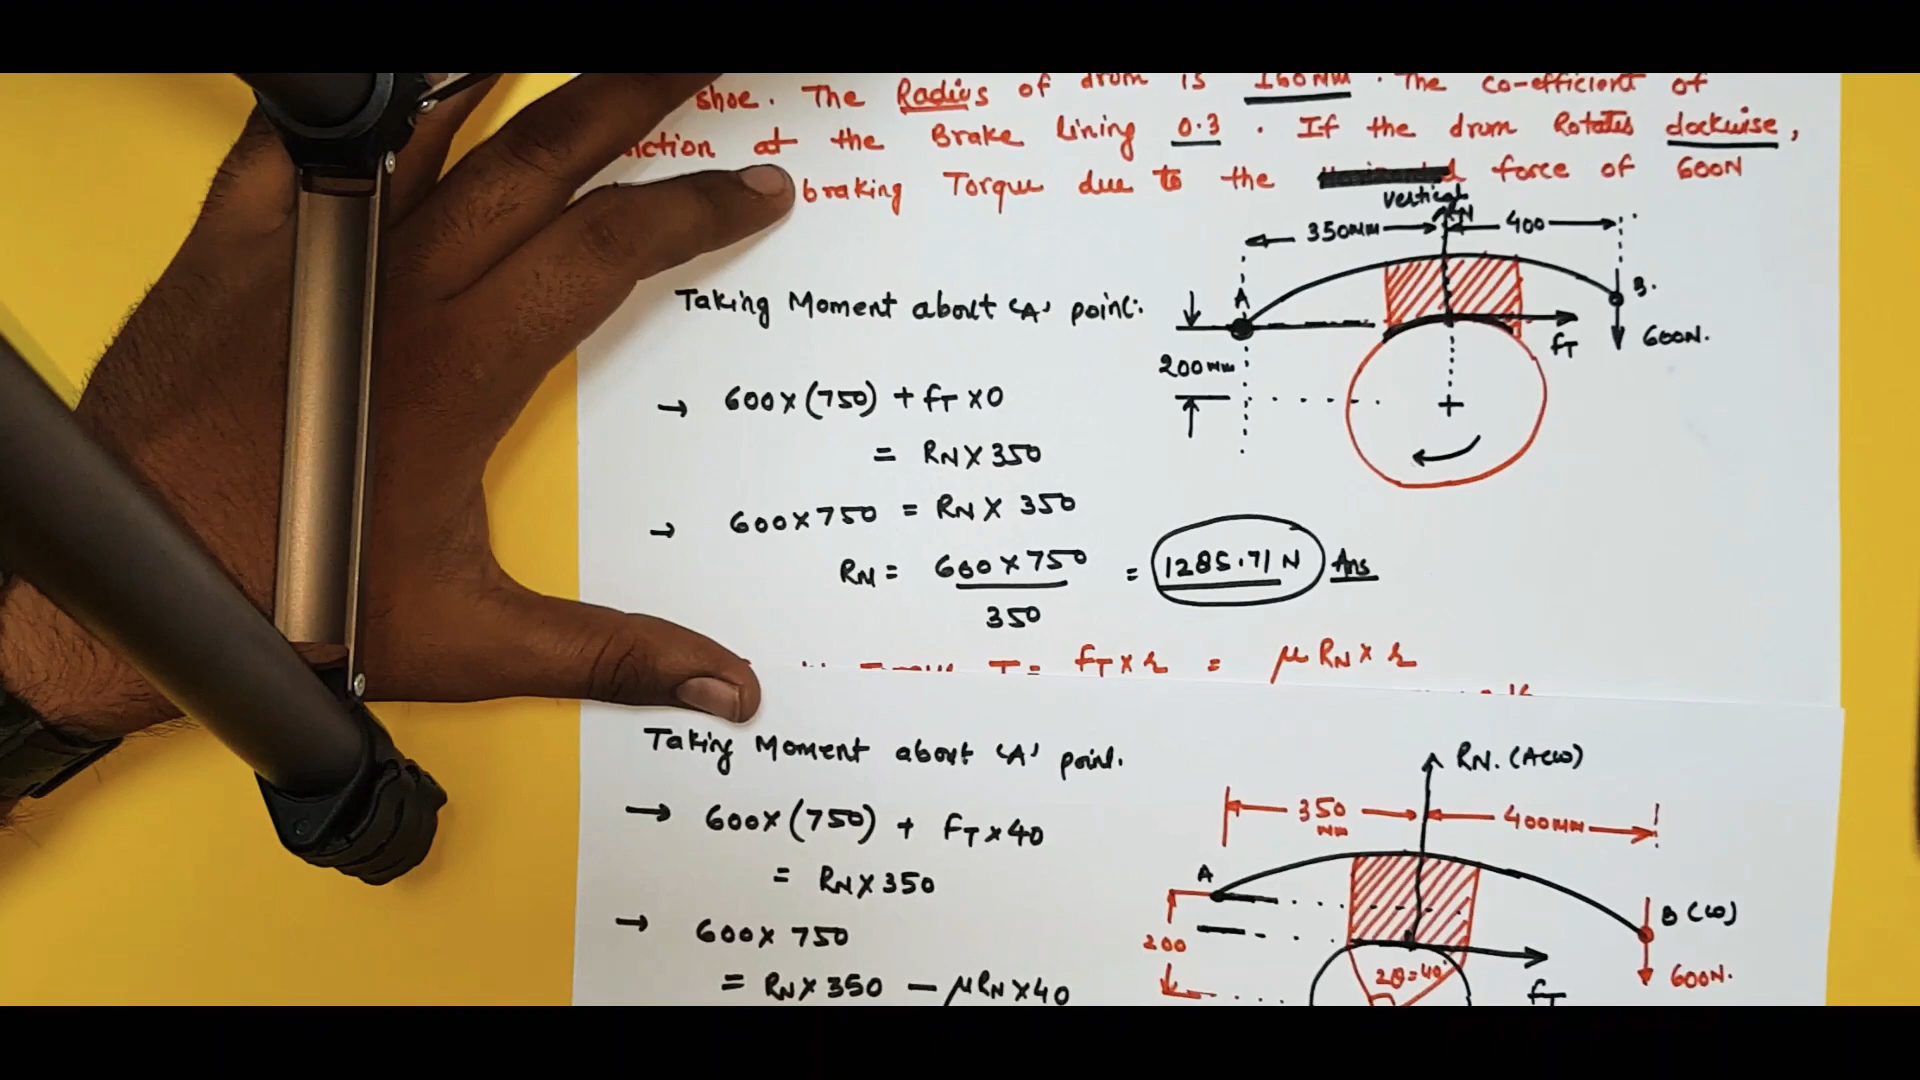 shoe. The Radius of drum is 160 MM. The co-efficient of
at the Brake lining 0.3. If the drum Rotates clockwise,
braking Torque due to the force of 600N
Vertical
350MM 400
Taking Moment about 'A' point:
A B.
600N.
fT
200MM
→ 600×(750) + fT×0
= RN×350
→ 600×750 = RN×350
RN = 600×750 = 1285.71 N Ans
350
T= fT×r = μRN×r
Taking Moment about 'A' point.
RN. (ACW)
350 MM 400MM
→ 600×(750) + FT×40
= RN×350
A B (CW)
→ 600×750
200
2θ=40°
600N.
= RN×350 - μRN×40
fT